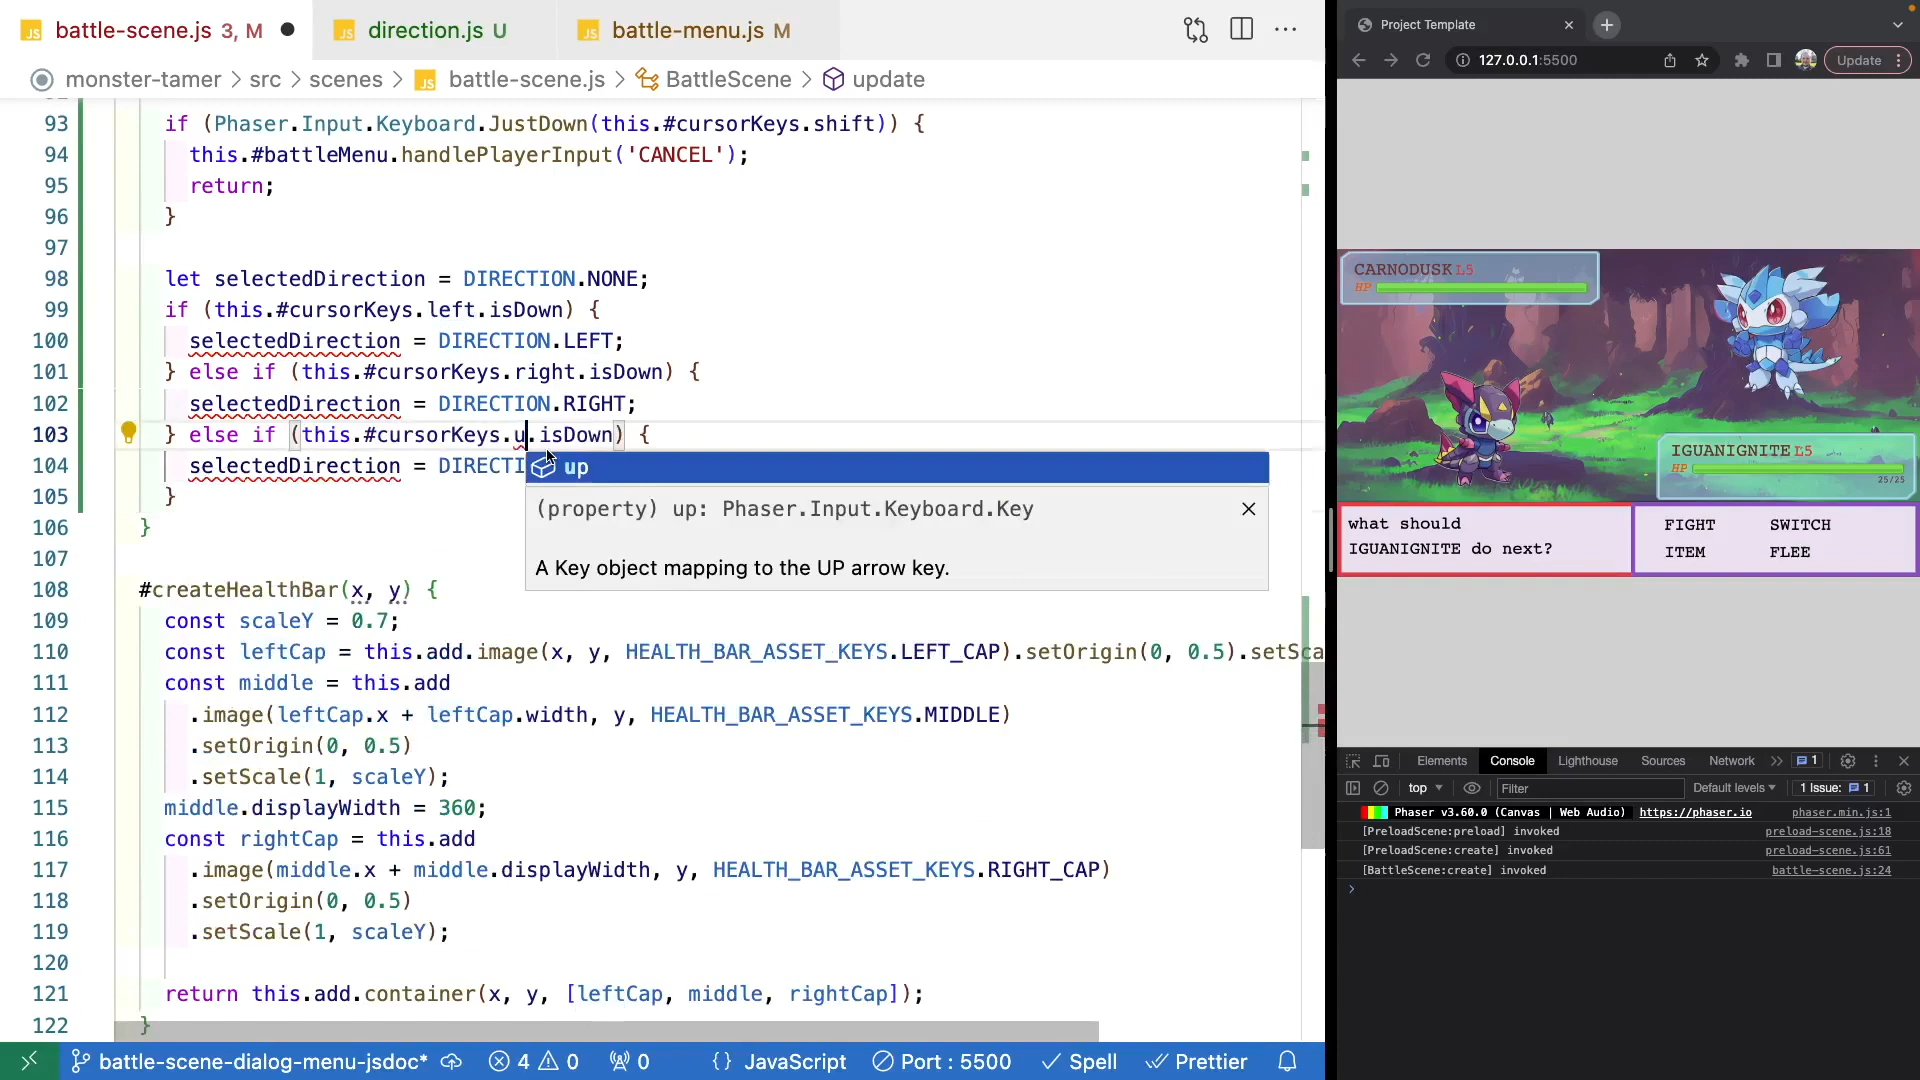 JS battle-scene.js 3, M
JS direction.js U
JS battle-menu.js M
monster-tamer > src > scenes > JS battle-scene.js > BattleScene > update
93 if (Phaser.Input.Keyboard.JustDown(this.#cursorKeys.shift)) {
94 this.#battleMenu.handlePlayerInput('CANCEL');
95 return;
96 }
97
98 let selectedDirection = DIRECTION.NONE;
99 if (this.#cursorKeys.left.isDown) {
100 selectedDirection = DIRECTION.LEFT;
101 } else if (this.#cursorKeys.right.isDown) {
102 selectedDirection = DIRECTION.RIGHT;
103 } else if (this.#cursorKeys.u.isDown) {
104 selectedDirection = DIRECTI
up
(property) up: Phaser.Input.Keyboard.Key
A Key object mapping to the UP arrow key.
105 }
106 }
107
108 #createHealthBar(x, y) {
109 const scaleY = 0.7;
110 const leftCap = this.add.image(x, y, HEALTH_BAR_ASSET_KEYS.LEFT_CAP).setOrigin(0, 0.5).setSca
111 const middle = this.add
112 .image(leftCap.x + leftCap.width, y, HEALTH_BAR_ASSET_KEYS.MIDDLE)
113 .setOrigin(0, 0.5)
114 .setScale(1, scaleY);
115 middle.displayWidth = 360;
116 const rightCap = this.add
117 .image(middle.x + middle.displayWidth, y, HEALTH_BAR_ASSET_KEYS.RIGHT_CAP)
118 .setOrigin(0, 0.5)
119 .setScale(1, scaleY);
120
121 return this.add.container(x, y, [leftCap, middle, rightCap]);
122 }
battle-scene-dialog-menu-jsdoc* 4 0 0 {} JavaScript Port : 5500 Spell Prettier
Project Template
127.0.0.1:5500 Update
CARNODUSK L5
HP
IGUANIGNITE L5
HP
25/25
what should
IGUANIGNITE do next?
FIGHT SWITCH
ITEM FLEE
Elements Console Lighthouse Sources Network 1
top Filter Default levels 1 Issue: 1
Phaser v3.60.0 (Canvas | Web Audio) https://phaser.io phaser.min.js:1
[PreloadScene:preload] invoked preload-scene.js:18
[PreloadScene:create] invoked preload-scene.js:61
[BattleScene:create] invoked battle-scene.js:24